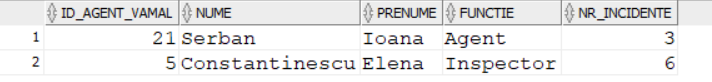 ID_AGENT_VAMAL NUME PRENUME FUNCTIE NR_INCIDENTE
1 21 Serban Ioana Agent 3
2 5 Constantinescu Elena Inspector 6